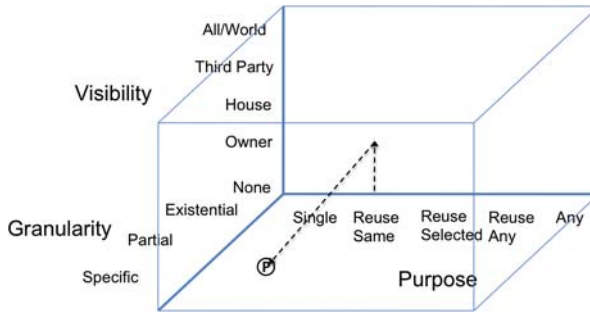 All/World
Third Party
Visibility
House
Owner
None
Existential
Granularity
Partial
Specific
Single
Reuse
Same
Reuse
Selected
Reuse
Any
Any
P
Purpose